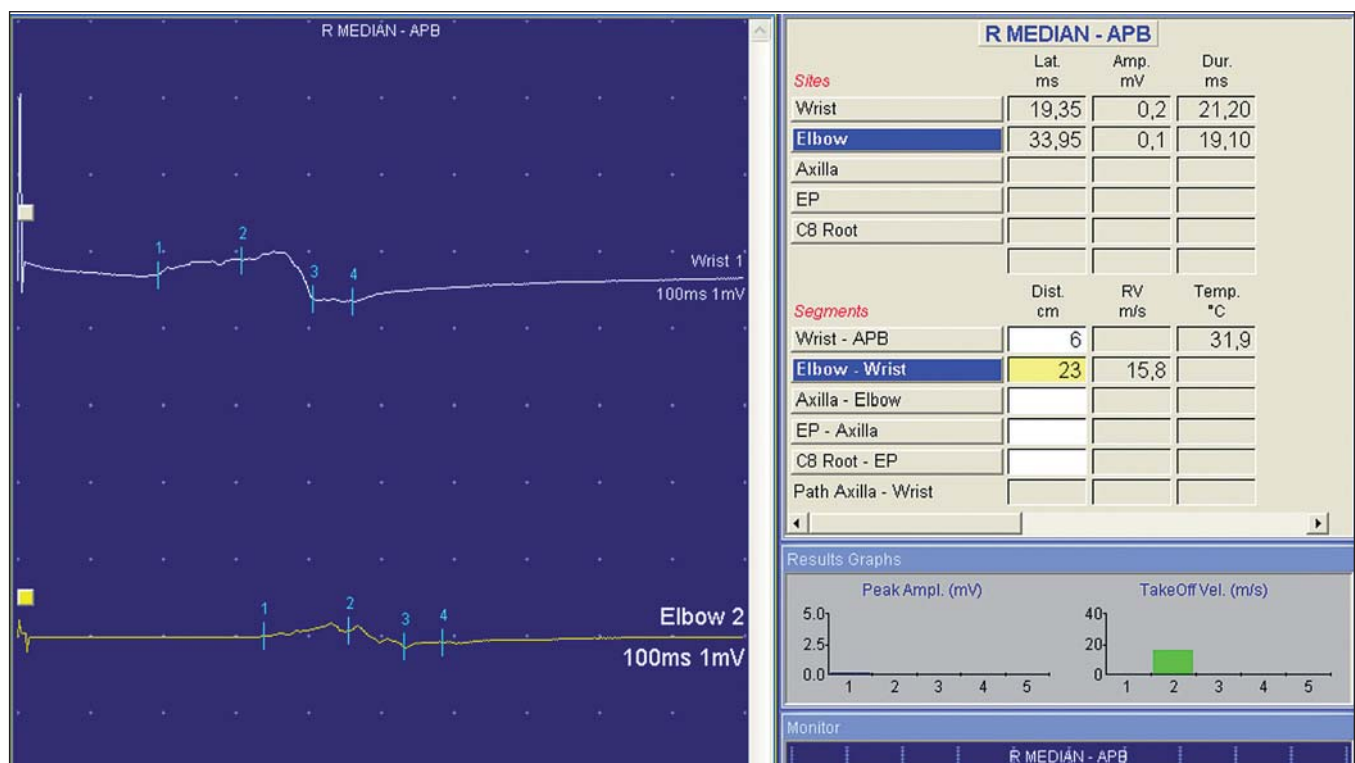 R MEDIAN - APB
1
2
3
4
Wrist 1
100ms 1mV
1
2
3
4
Elbow 2
100ms 1mV
R MEDIAN - APB
Sites Lat. ms Amp. mV Dur. ms
Wrist 19,35 0,2 21,20
Elbow 33,95 0,1 19,10
Axilla
EP
C8 Root
Segments Dist. cm RV m/s Temp. °C
Wrist - APB 6 31,9
Elbow - Wrist 23 15,8
Axilla - Elbow
EP - Axilla
C8 Root - EP
Path Axilla - Wrist
Results Graphs
Peak Ampl. (mV)
5.0
2.5
0.0
1 2 3 4 5
TakeOff Vel. (m/s)
40
20
0
1 2 3 4 5
Monitor
R MEDIAN - APB